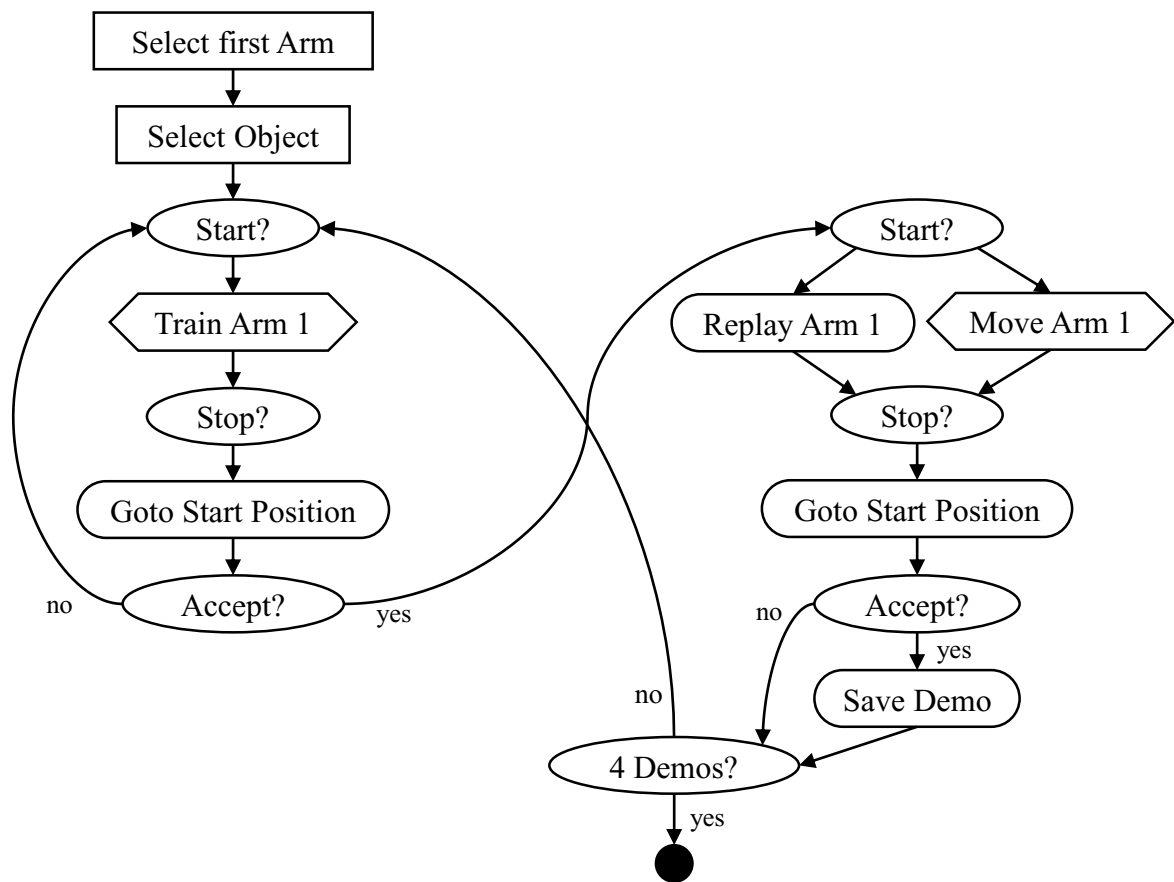 Select first Arm
Select Object
Start?
Train Arm 1
Stop?
Goto Start Position
Accept?
no
yes
Start?
Replay Arm 1
Move Arm 1
Stop?
Goto Start Position
Accept?
no
yes
Save Demo
no
4 Demos?
yes